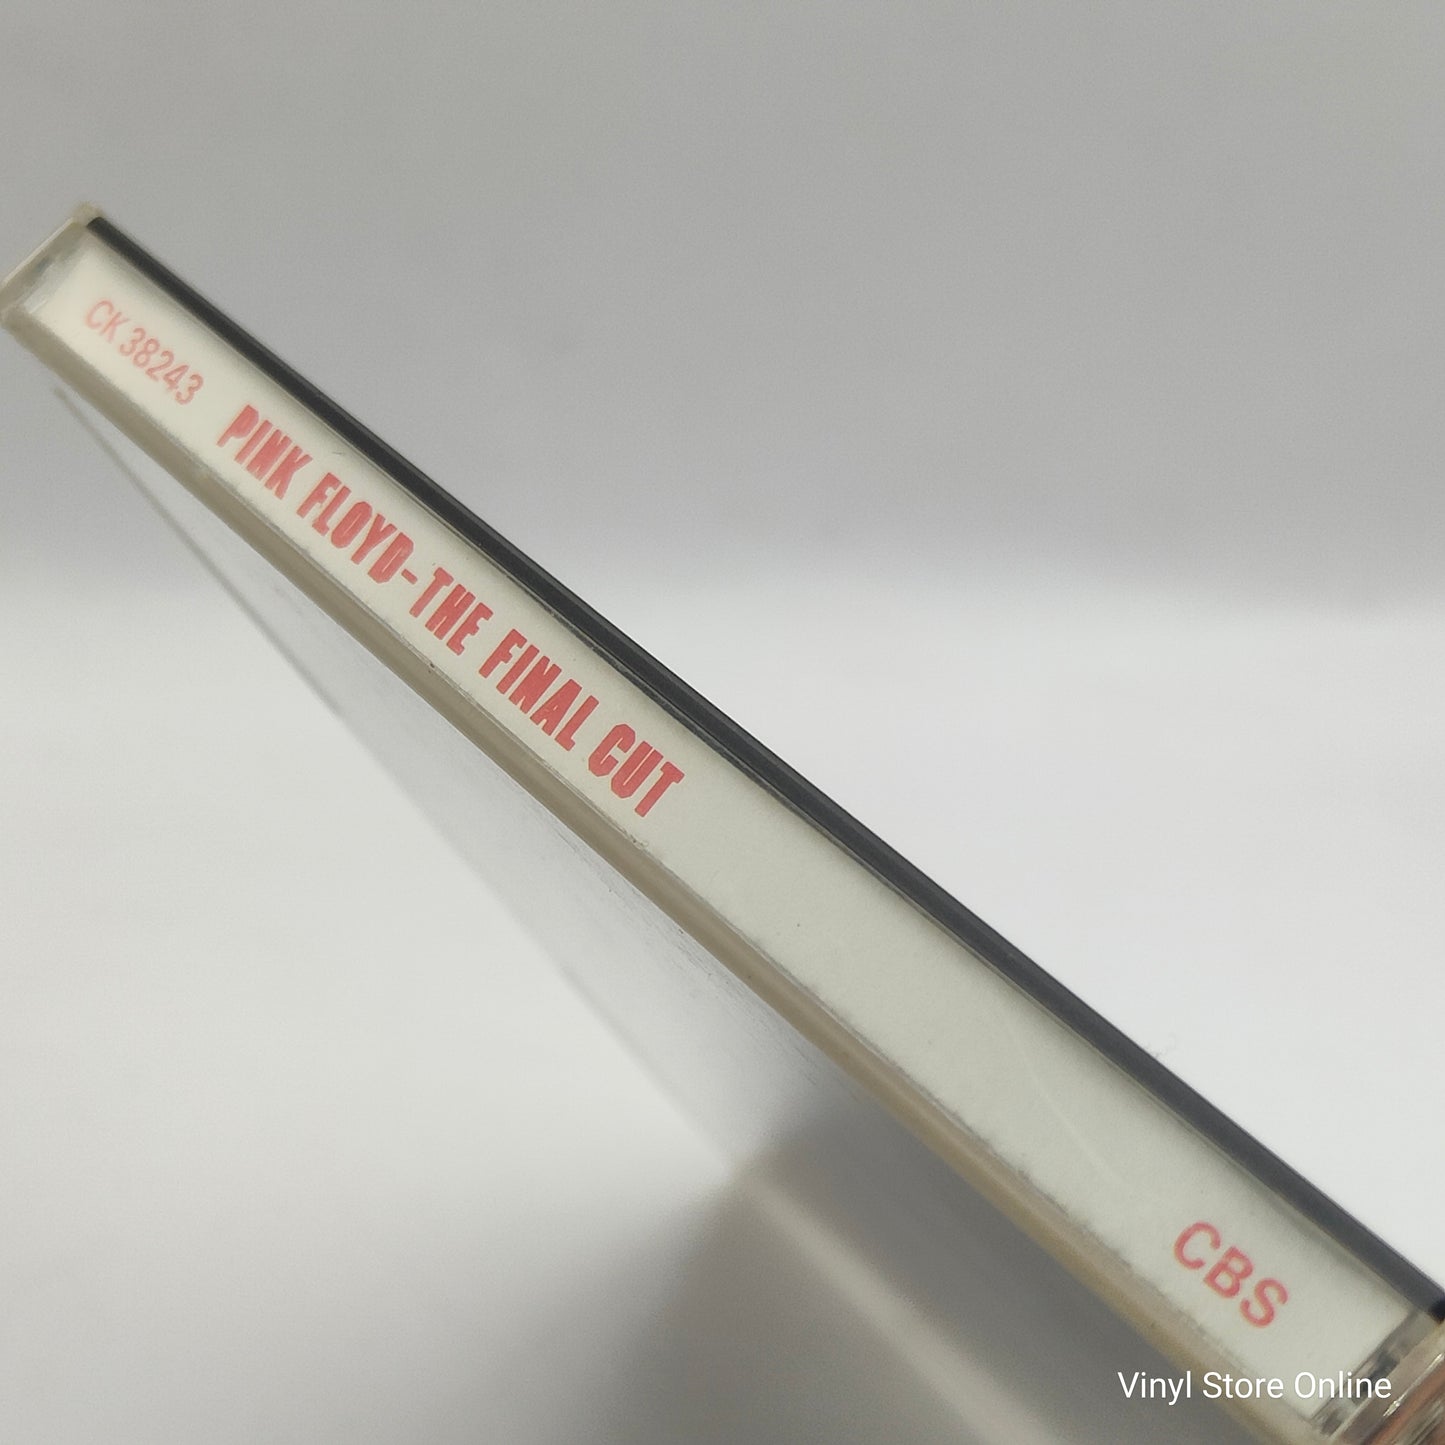 CK 38243 PINK FLOYD-THE FINAL CUT CBS
Vinyl Store Online